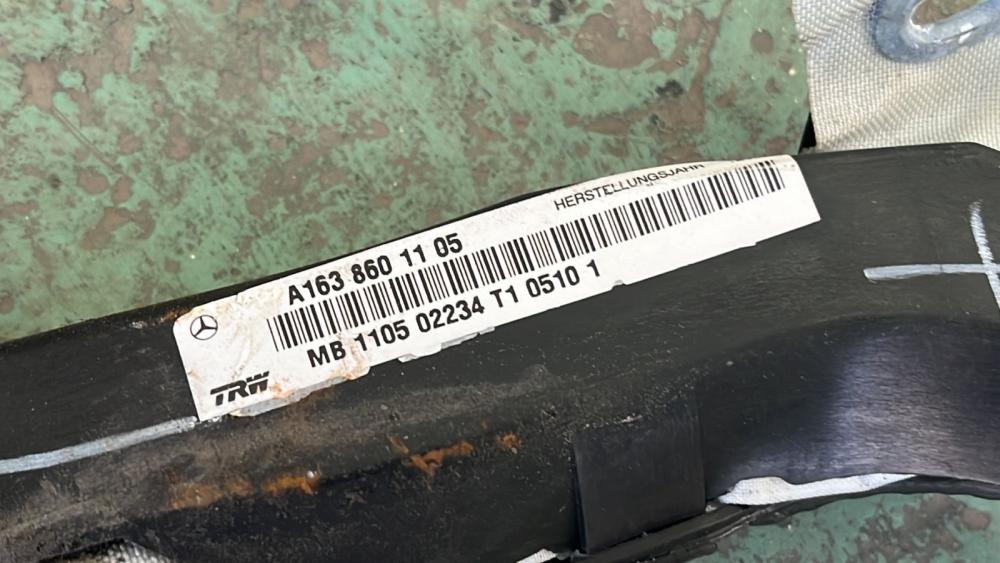 HERSTELLUNGSJAHR
A163 860 11 05
MB 1105 02234 T1 0510 1
TRW